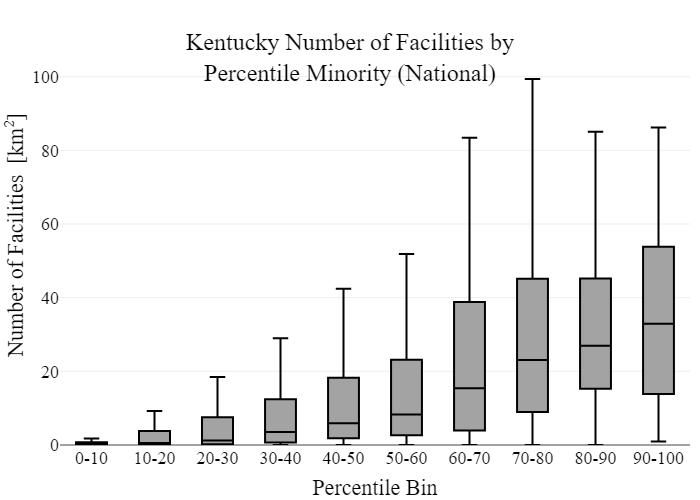 Kentucky Number of Facilities by
Percentile Minority (National)
Number of Facilities [km²]
100
80
60
40
20
0
0-10 10-20 20-30 30-40 40-50 50-60 60-70 70-80 80-90 90-100
Percentile Bin